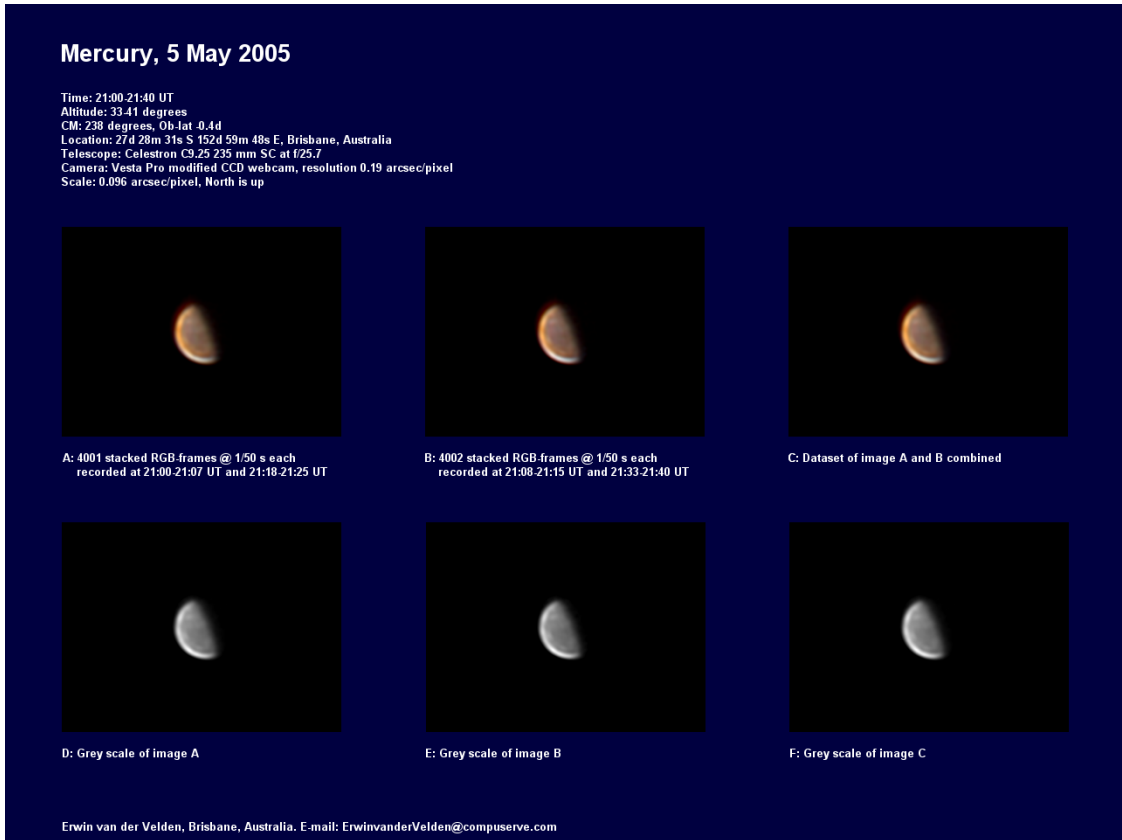 Mercury, 5 May 2005
Time: 21:00-21:40 UT
Altitude: 33-41 degrees
CM: 238 degrees, Ob-lat -0.4d
Location: 27d 28m 31s S 152d 59m 48s E, Brisbane, Australia
Telescope: Celestron C9.25 235 mm SC at f/25.7
Camera: Vesta Pro modified CCD webcam, resolution 0.19 arcsec/pixel
Scale: 0.096 arcsec/pixel, North is up
A: 4001 stacked RGB-frames @ 1/50 s each
recorded at 21:00-21:07 UT and 21:18-21:25 UT
B: 4002 stacked RGB-frames @ 1/50 s each
recorded at 21:08-21:15 UT and 21:33-21:40 UT
C: Dataset of image A and B combined
D: Grey scale of image A
E: Grey scale of image B
F: Grey scale of image C
Erwin van der Velden, Brisbane, Australia. E-mail: ErwinvanderVelden@compuserve.com